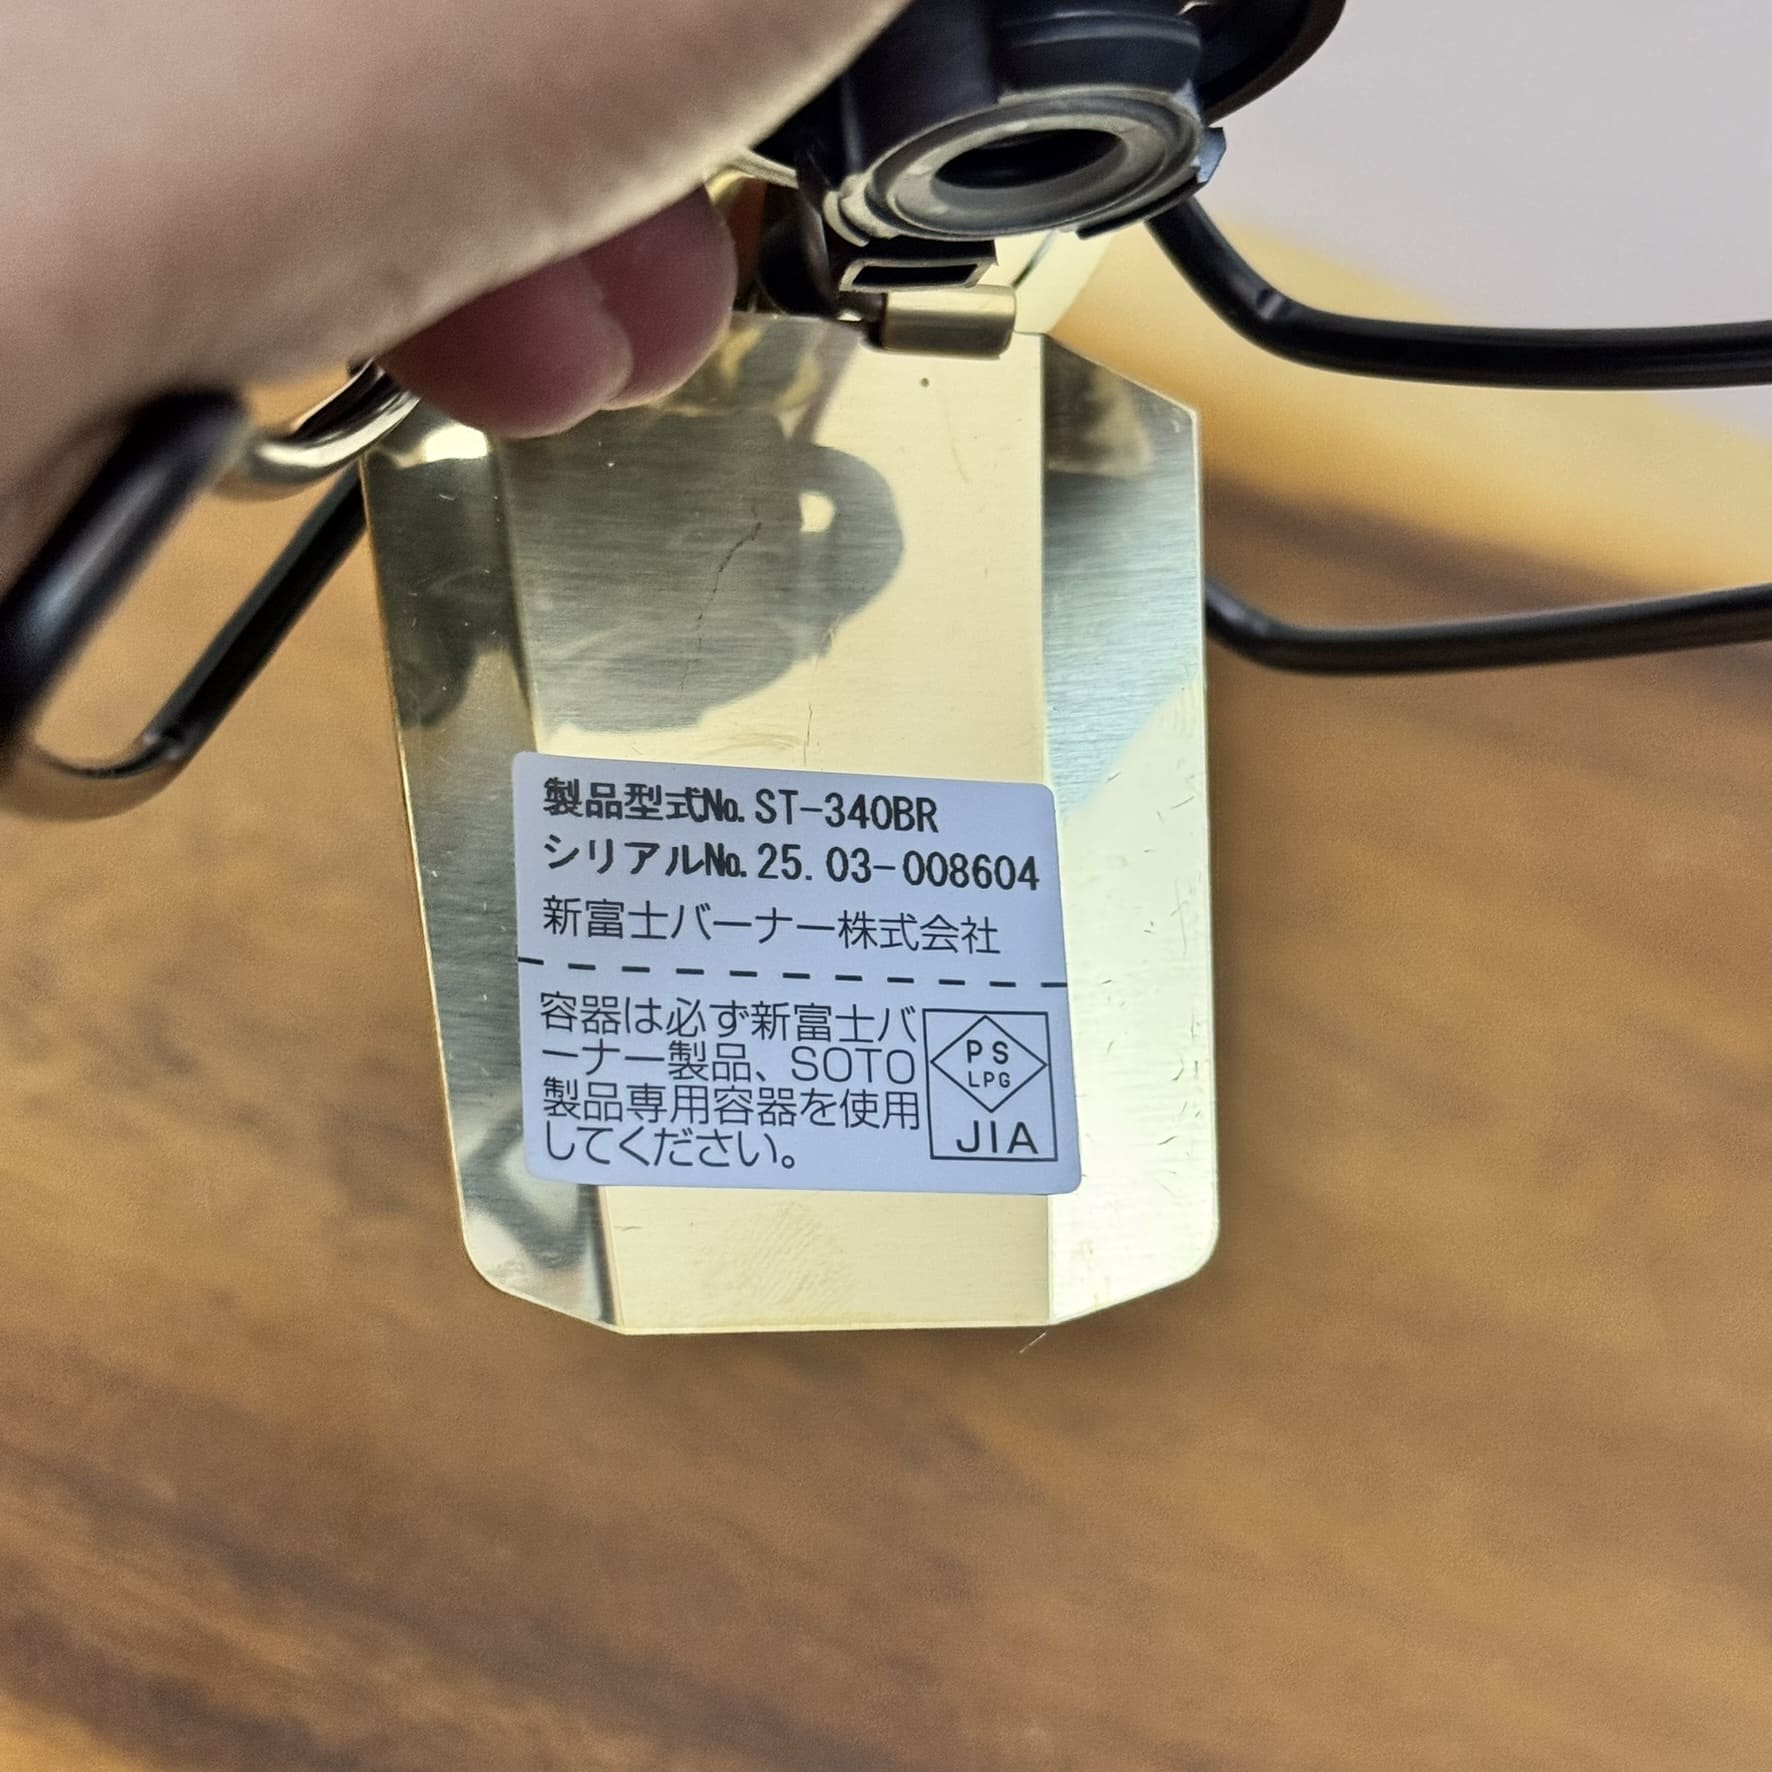 製品型式№.ST-340BR
シリアル№.25.03-008604
新富士バーナー株式会社
容器は必ず新富士バ
ーナー製品、SOTO
製品専用容器を使用
してください。
PS
LPG
JIA